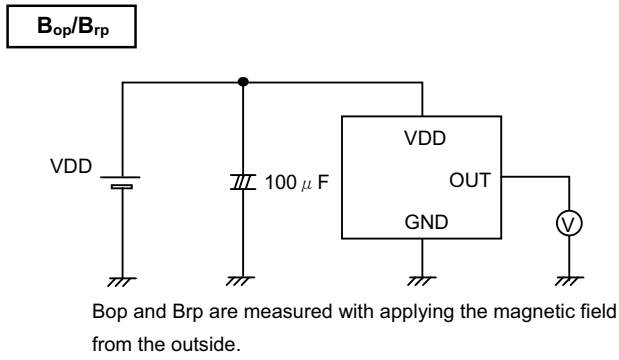 Bop/Brp
VDD
100 μ F
VDD
OUT
GND
V
Bop and Brp are measured with applying the magnetic field
from the outside.